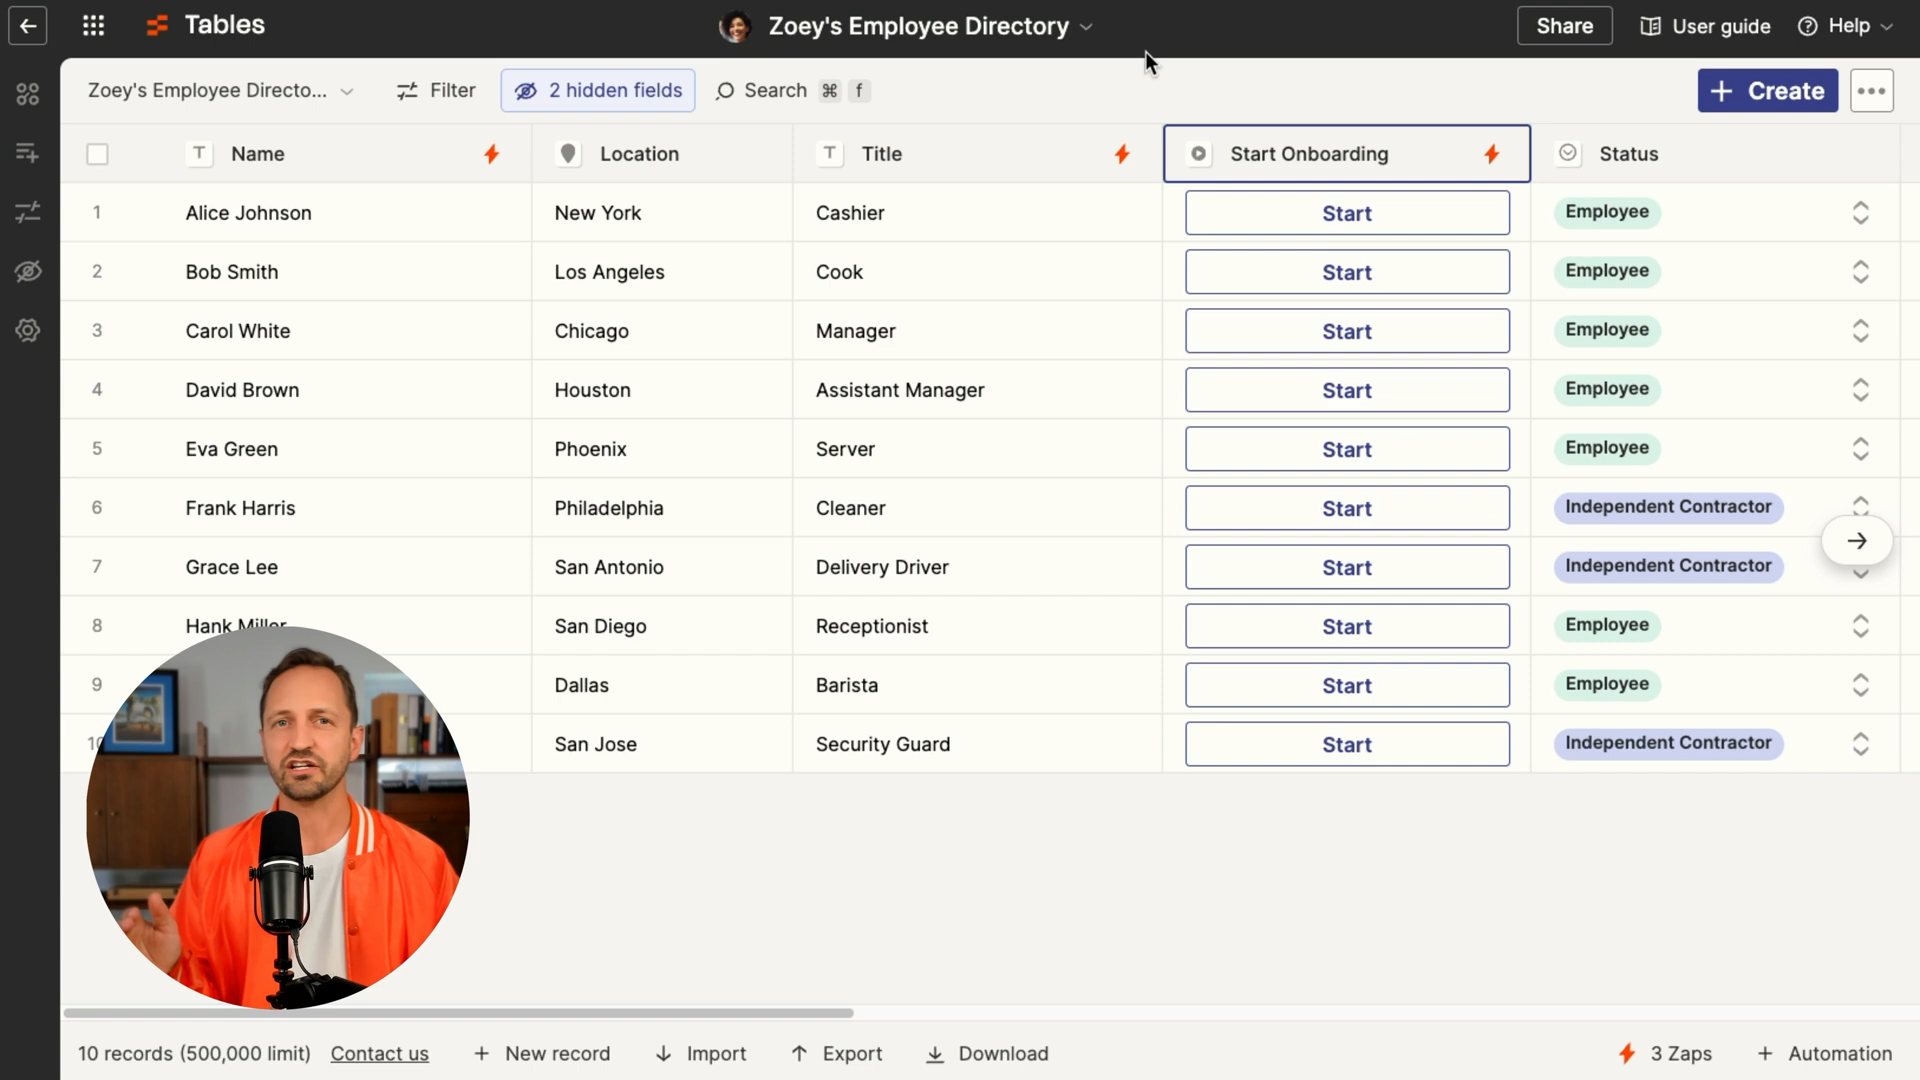 Tables
Zoey's Employee Directory
Share
User guide
Help
Zoey's Employee Directo...
Filter
2 hidden fields
Search ⌘ f
Create
Name
Location
Title
Start Onboarding
Status
1 Alice Johnson New York Cashier Start Employee
2 Bob Smith Los Angeles Cook Start Employee
3 Carol White Chicago Manager Start Employee
4 David Brown Houston Assistant Manager Start Employee
5 Eva Green Phoenix Server Start Employee
6 Frank Harris Philadelphia Cleaner Start Independent Contractor
7 Grace Lee San Antonio Delivery Driver Start Independent Contractor
8 Hank Miller San Diego Receptionist Start Employee
9 Dallas Barista Start Employee
10 San Jose Security Guard Start Independent Contractor
10 records (500,000 limit)
Contact us
+ New record
Import
Export
Download
3 Zaps
+ Automation